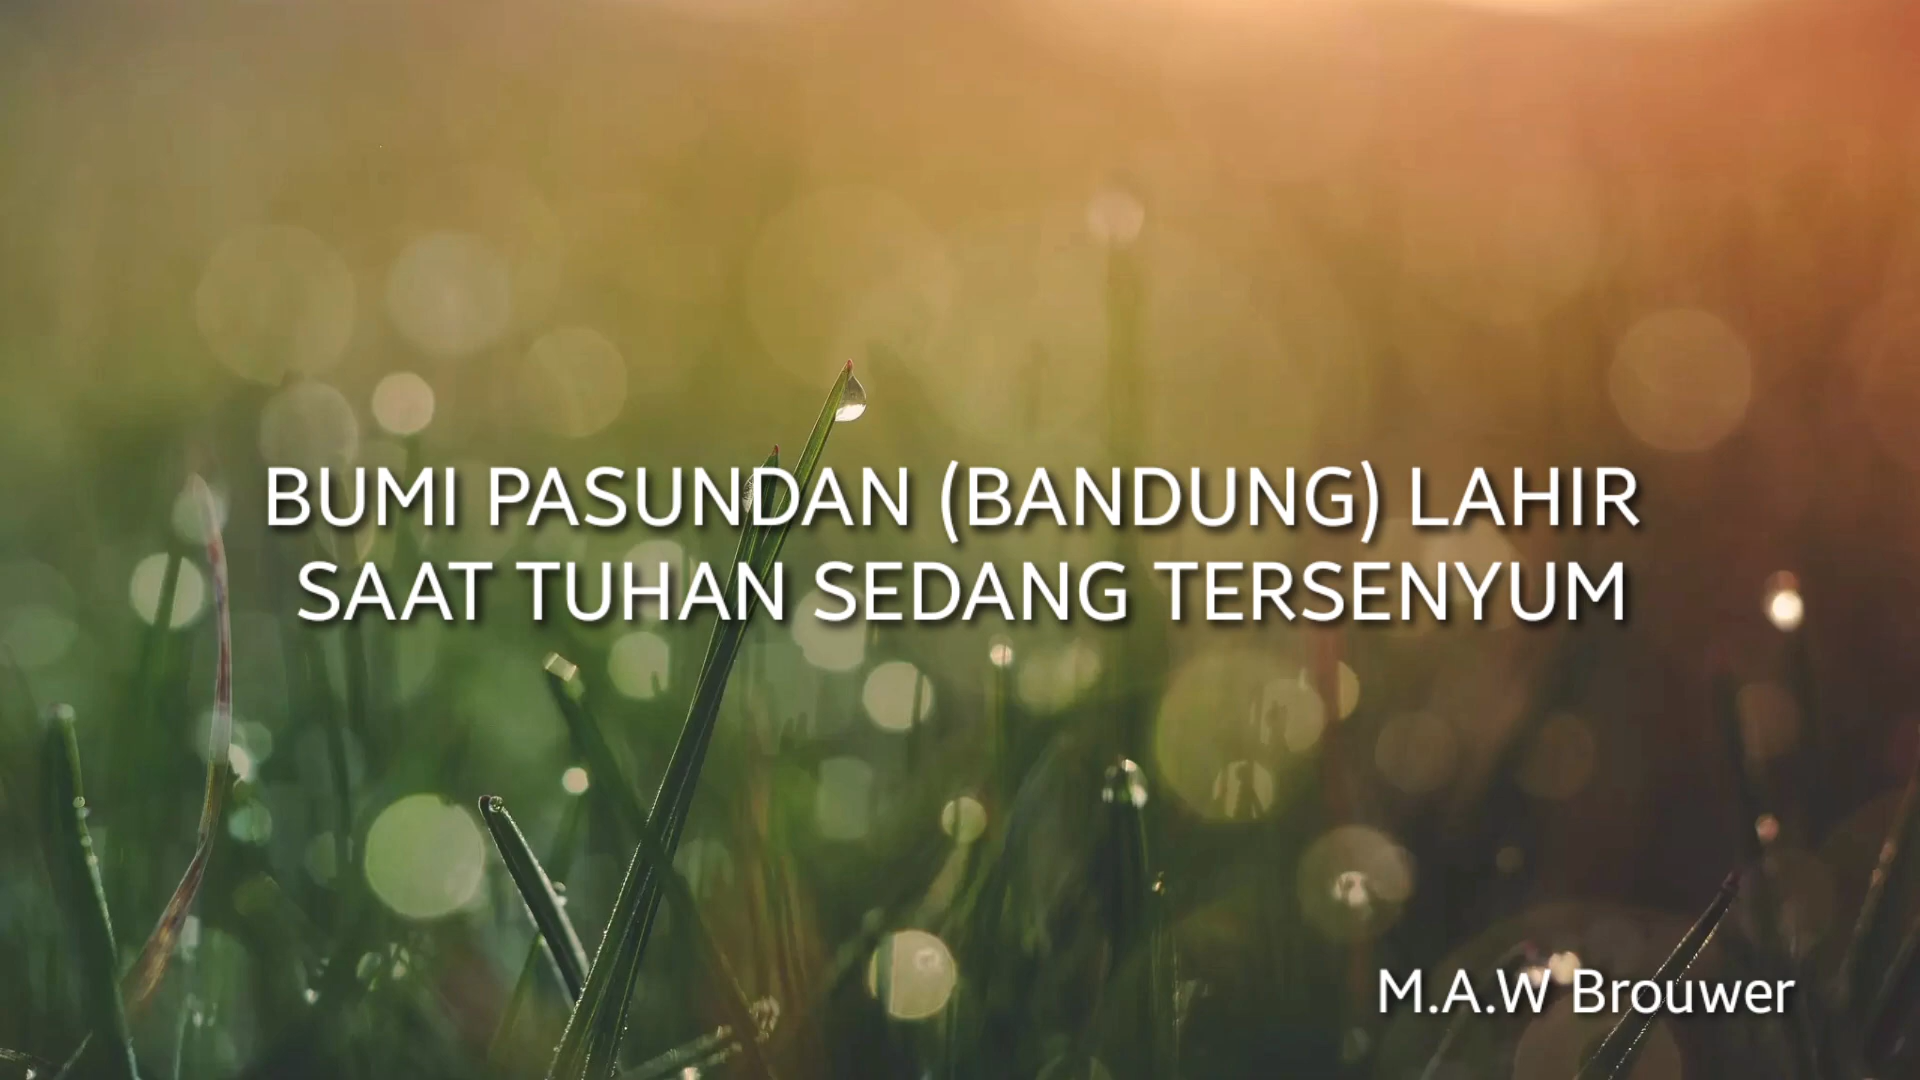 BUMI PASUNDAN (BANDUNG) LAHIR
SAAT TUHAN SEDANG TERSENYUM
M.A.W Brouwer